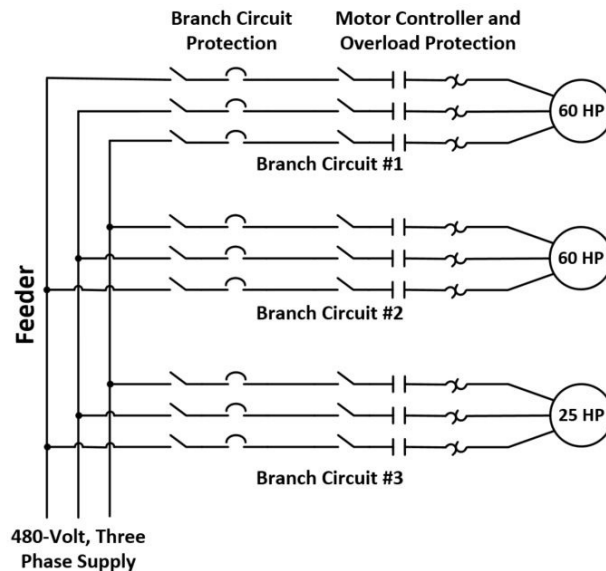 Branch Circuit
Protection
Motor Controller and
Overload Protection
60 HP
Branch Circuit #1
60 HP
Branch Circuit #2
25 HP
Branch Circuit #3
Feeder
480-Volt, Three
Phase Supply